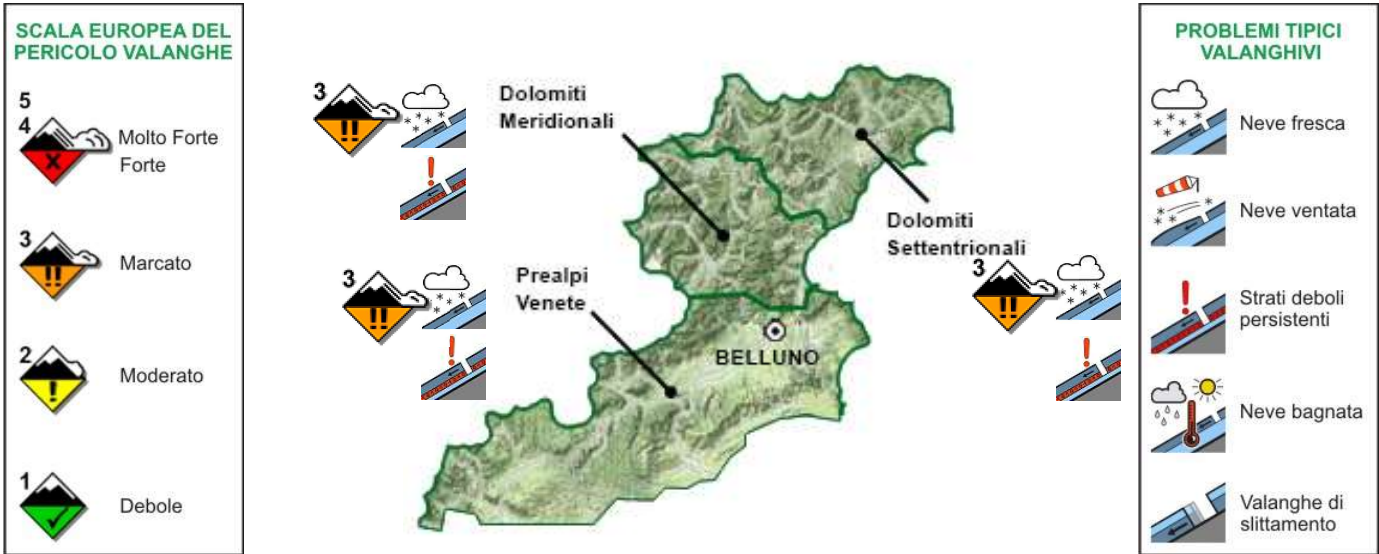 SCALA EUROPEA DEL
PERICOLO VALANGHE
5
4
Molto Forte
Forte
3
Marcato
2
Moderato
1
Debole
3
Dolomiti
Meridionali
Dolomiti
Settentrionali
3
Prealpi
Venete
3
BELLUNO
PROBLEMI TIPICI
VALANGHIVI
Neve fresca
Neve ventata
Strati deboli
persistenti
Neve bagnata
Valanghe di
slittamento